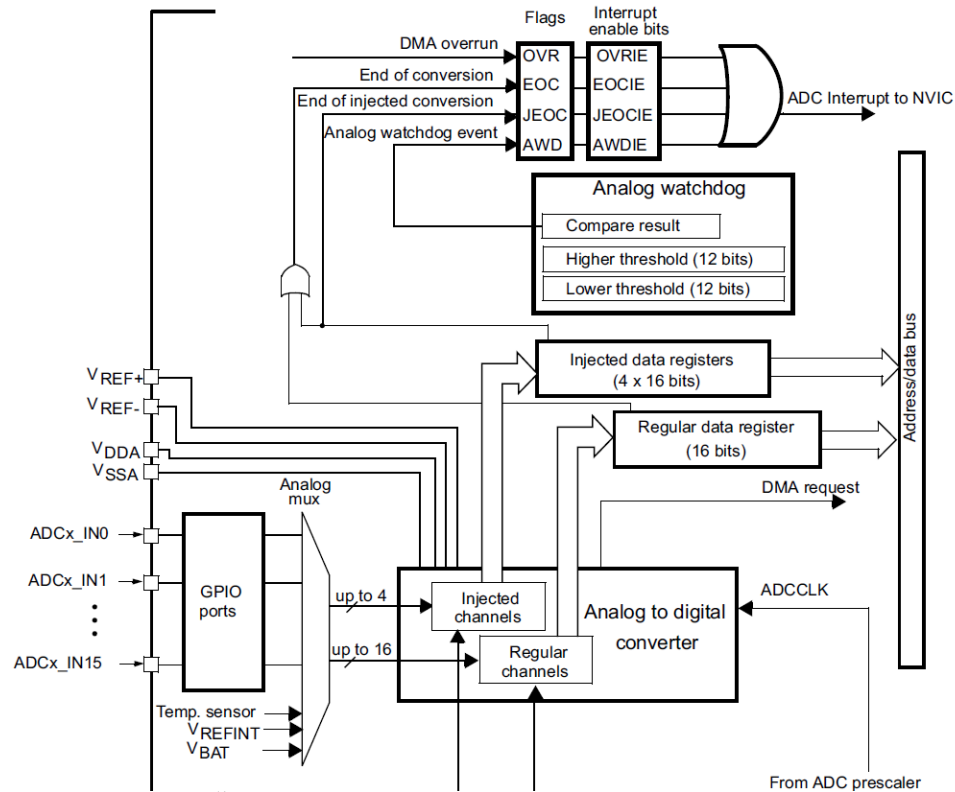 Flags
Interrupt
enable bits
DMA overrun
OVR
OVRIE
End of conversion
EOC
EOCIE
ADC Interrupt to NVIC
End of injected conversion
JEOC
JEOCIE
Analog watchdog event
AWD
AWDIE
Analog watchdog
Compare result
Higher threshold (12 bits)
Lower threshold (12 bits)
Address/data bus
Injected data registers
(4 x 16 bits)
VREF+
VREF-
Regular data register
(16 bits)
VDDA
VSSA
Analog
mux
DMA request
ADCx_IN0
ADCx_IN1
GPIO
ports
up to 4
Injected
channels
Analog to digital
converter
ADCCLK
ADCx_IN15
up to 16
Regular
channels
Temp. sensor
VREFINT
VBAT
From ADC prescaler